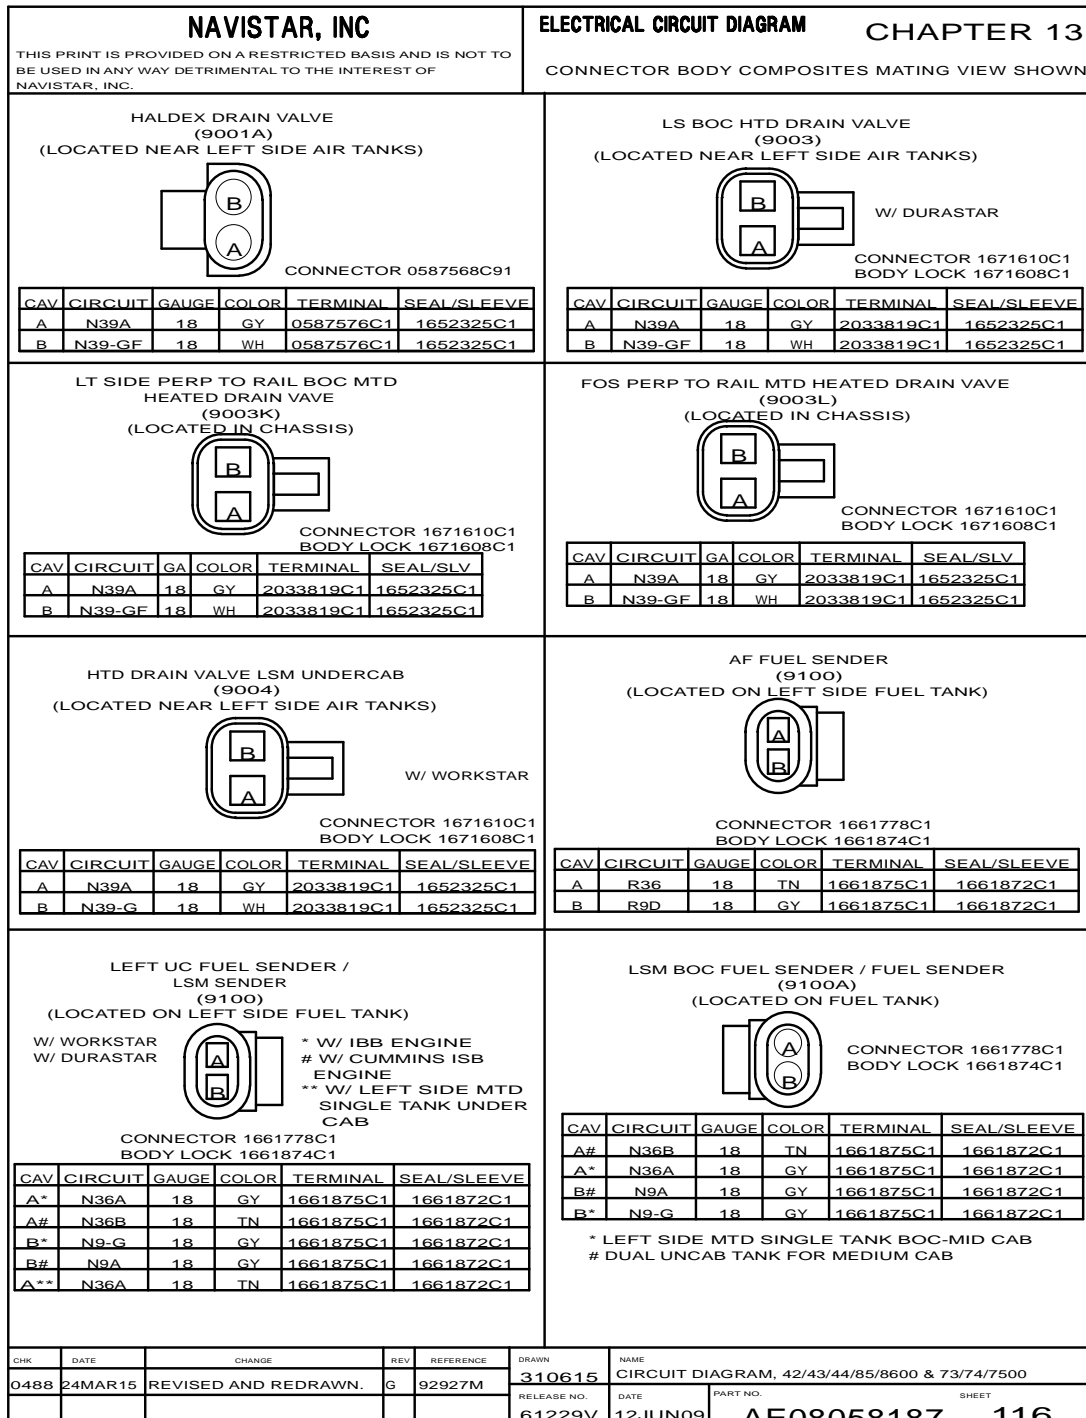 NAVISTAR, INC
THIS PRINT IS PROVIDED ON A RESTRICTED BASIS AND IS NOT TO
BE USED IN ANY WAY DETRIMENTAL TO THE INTEREST OF
NAVISTAR, INC.
ELECTRICAL CIRCUIT DIAGRAM
CHAPTER 13
CONNECTOR BODY COMPOSITES MATING VIEW SHOWN
HALDEX DRAIN VALVE
(9001A)
(LOCATED NEAR LEFT SIDE AIR TANKS)
B
A
CONNECTOR 0587568C91
CAV CIRCUIT GAUGE COLOR TERMINAL SEAL/SLEEVE
A N39A 18 GY 0587576C1 1652325C1
B N39-GF 18 WH 0587576C1 1652325C1
LS BOC HTD DRAIN VALVE
(9003)
(LOCATED NEAR LEFT SIDE AIR TANKS)
B
A
W/ DURASTAR
CONNECTOR 1671610C1
BODY LOCK 1671608C1
CAV CIRCUIT GAUGE COLOR TERMINAL SEAL/SLEEVE
A N39A 18 GY 2033819C1 1652325C1
B N39-GF 18 WH 2033819C1 1652325C1
LT SIDE PERP TO RAIL BOC MTD
HEATED DRAIN VAVE
(9003K)
(LOCATED IN CHASSIS)
B
A
CONNECTOR 1671610C1
BODY LOCK 1671608C1
CAV CIRCUIT GA COLOR TERMINAL SEAL/SLV
A N39A 18 GY 2033819C1 1652325C1
B N39-GF 18 WH 2033819C1 1652325C1
FOS PERP TO RAIL MTD HEATED DRAIN VAVE
(9003L)
(LOCATED IN CHASSIS)
B
A
CONNECTOR 1671610C1
BODY LOCK 1671608C1
CAV CIRCUIT GA COLOR TERMINAL SEAL/SLV
A N39A 18 GY 2033819C1 1652325C1
B N39-GF 18 WH 2033819C1 1652325C1
HTD DRAIN VALVE LSM UNDERCAB
(9004)
(LOCATED NEAR LEFT SIDE AIR TANKS)
B
A
W/ WORKSTAR
CONNECTOR 1671610C1
BODY LOCK 1671608C1
CAV CIRCUIT GAUGE COLOR TERMINAL SEAL/SLEEVE
A N39A 18 GY 2033819C1 1652325C1
B N39-G 18 WH 2033819C1 1652325C1
AF FUEL SENDER
(9100)
(LOCATED ON LEFT SIDE FUEL TANK)
A
B
CONNECTOR 1661778C1
BODY LOCK 1661874C1
CAV CIRCUIT GAUGE COLOR TERMINAL SEAL/SLEEVE
A R36 18 TN 1661875C1 1661872C1
B R9D 18 GY 1661875C1 1661872C1
LEFT UC FUEL SENDER /
LSM SENDER
(9100)
(LOCATED ON LEFT SIDE FUEL TANK)
W/ WORKSTAR
W/ DURASTAR
A
B
* W/ IBB ENGINE
# W/ CUMMINS ISB
ENGINE
** W/ LEFT SIDE MTD
SINGLE TANK UNDER
CAB
CONNECTOR 1661778C1
BODY LOCK 1661874C1
CAV CIRCUIT GAUGE COLOR TERMINAL SEAL/SLEEVE
A* N36A 18 GY 1661875C1 1661872C1
A# N36B 18 TN 1661875C1 1661872C1
B* N9-G 18 GY 1661875C1 1661872C1
B# N9A 18 GY 1661875C1 1661872C1
A** N36A 18 TN 1661875C1 1661872C1
LSM BOC FUEL SENDER / FUEL SENDER
(9100A)
(LOCATED ON FUEL TANK)
A
B
CONNECTOR 1661778C1
BODY LOCK 1661874C1
CAV CIRCUIT GAUGE COLOR TERMINAL SEAL/SLEEVE
A# N36B 18 TN 1661875C1 1661872C1
A* N36A 18 GY 1661875C1 1661872C1
B# N9A 18 GY 1661875C1 1661872C1
B* N9-G 18 GY 1661875C1 1661872C1
* LEFT SIDE MTD SINGLE TANK BOC-MID CAB
# DUAL UNCAB TANK FOR MEDIUM CAB
CHK DATE CHANGE REV REFERENCE
0488 24MAR15 REVISED AND REDRAWN. G 92927M
DRAWN
310615
NAME
CIRCUIT DIAGRAM, 42/43/44/85/8600 & 73/74/7500
RELEASE NO. DATE PART NO. SHEET
61229V 12JUN09 AE08058187 116